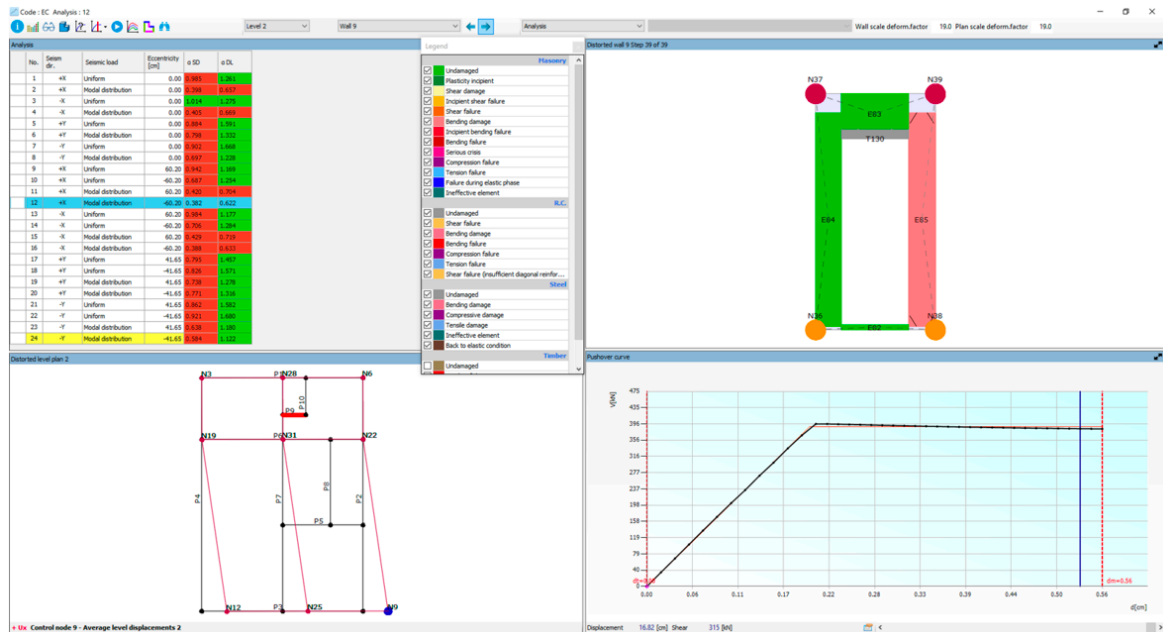 Code : EC Analysis : 12
Level 2
Wall 9
Analysis
Wall scale deform.factor 19.0 Plan scale deform.factor 19.0
Analysis
No. Seism dir. Seismic load Eccentricity [cm] α SD α DL
1 +X Uniform 0.00 0.985 1.261
2 +X Modal distribution 0.00 0.398 0.657
3 -X Uniform 0.00 1.014 1.275
4 -X Modal distribution 0.00 0.405 0.669
5 +Y Uniform 0.00 0.884 1.591
6 +Y Modal distribution 0.00 0.798 1.332
7 -Y Uniform 0.00 0.902 1.668
8 -Y Modal distribution 0.00 0.697 1.228
9 +X Uniform 60.20 0.942 1.169
10 +X Uniform -60.20 0.687 1.254
11 +X Modal distribution 60.20 0.420 0.704
12 +X Modal distribution -60.20 0.382 0.622
13 -X Uniform 60.20 0.984 1.177
14 -X Uniform -60.20 0.706 1.284
15 -X Modal distribution 60.20 0.429 0.719
16 -X Modal distribution -60.20 0.388 0.633
17 +Y Uniform 41.65 0.795 1.457
18 +Y Uniform -41.65 0.826 1.571
19 +Y Modal distribution 41.65 0.738 1.278
20 +Y Modal distribution -41.65 0.771 1.336
21 -Y Uniform 41.65 0.862 1.582
22 -Y Uniform -41.65 0.921 1.680
23 -Y Modal distribution 41.65 0.638 1.180
24 -Y Modal distribution -41.65 0.584 1.122
Legend
Masonry
Undamaged
Plasticity incipient
Shear damage
Incipient shear failure
Shear failure
Bending damage
Incipient bending failure
Bending failure
Serious crisis
Compression failure
Tension failure
Failure during elastic phase
Ineffective element
R.C.
Undamaged
Shear failure
Bending damage
Bending failure
Compression failure
Tension failure
Shear failure (insufficient diagonal reinfor...
Steel
Undamaged
Bending damage
Compressive damage
Tensile damage
Ineffective element
Back to elastic condition
Timber
Undamaged
Distorted wall 9 Step 39 of 39
N37 N39
E83
T130
E84 E85
N36 N38
E82
Distorted level plan 2
N3 P1 N28 N6
P10
P9
N19 P6 N31 N22
P8
P4 P7 P2
P5
N12 P3 N25 N9
+ Ux Control node 9 - Average level displacements 2
Pushover curve
V[kN]
475
435
396
356
316
277
237
198
158
119
79
40
0
dm=0.56
0.00 0.06 0.11 0.17 0.22 0.28 0.33 0.39 0.44 0.50 0.56
d[cm]
Displacement 16.82 [cm] Shear 315 [kN]